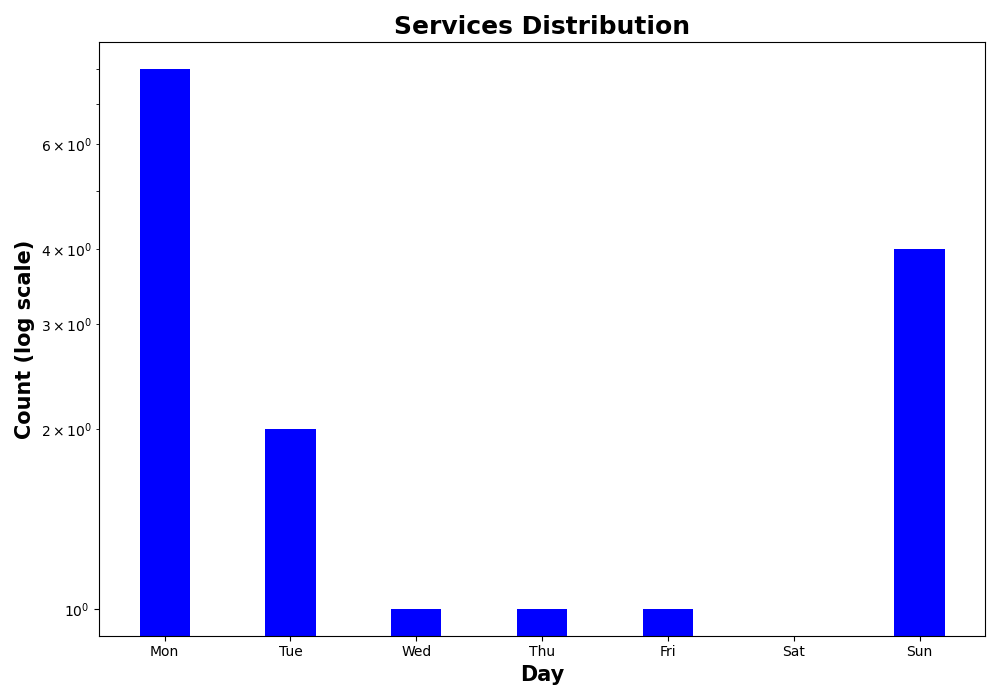 Services Distribution
Count (log scale)
6 × 10⁰
4 × 10⁰
3 × 10⁰
2 × 10⁰
10⁰
Mon Tue Wed Thu Fri Sat Sun
Day